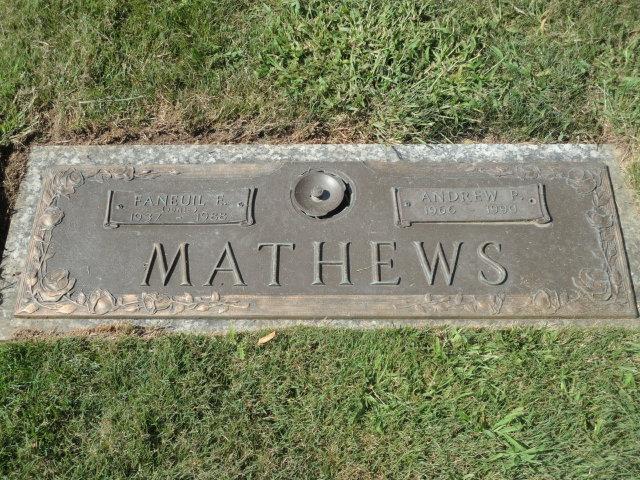 FANEUIL F.
1937 - 1988
ANDREW P.
1966 - 1990
MATHEWS